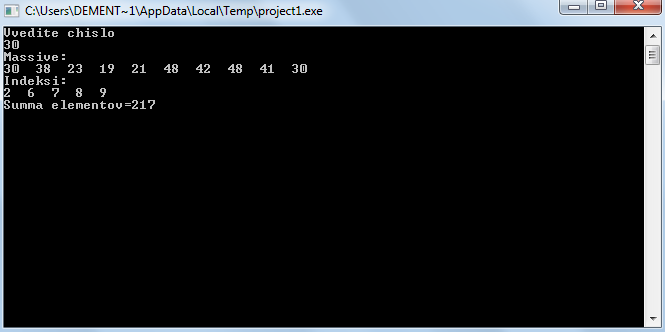 C:\Users\DEMENT~1\AppData\Local\Temp\project1.exe
Vvedite chislo
30
Massive:
30 38 23 19 21 48 42 48 41 30
Indeksi:
2 6 7 8 9
Summa elementov=217